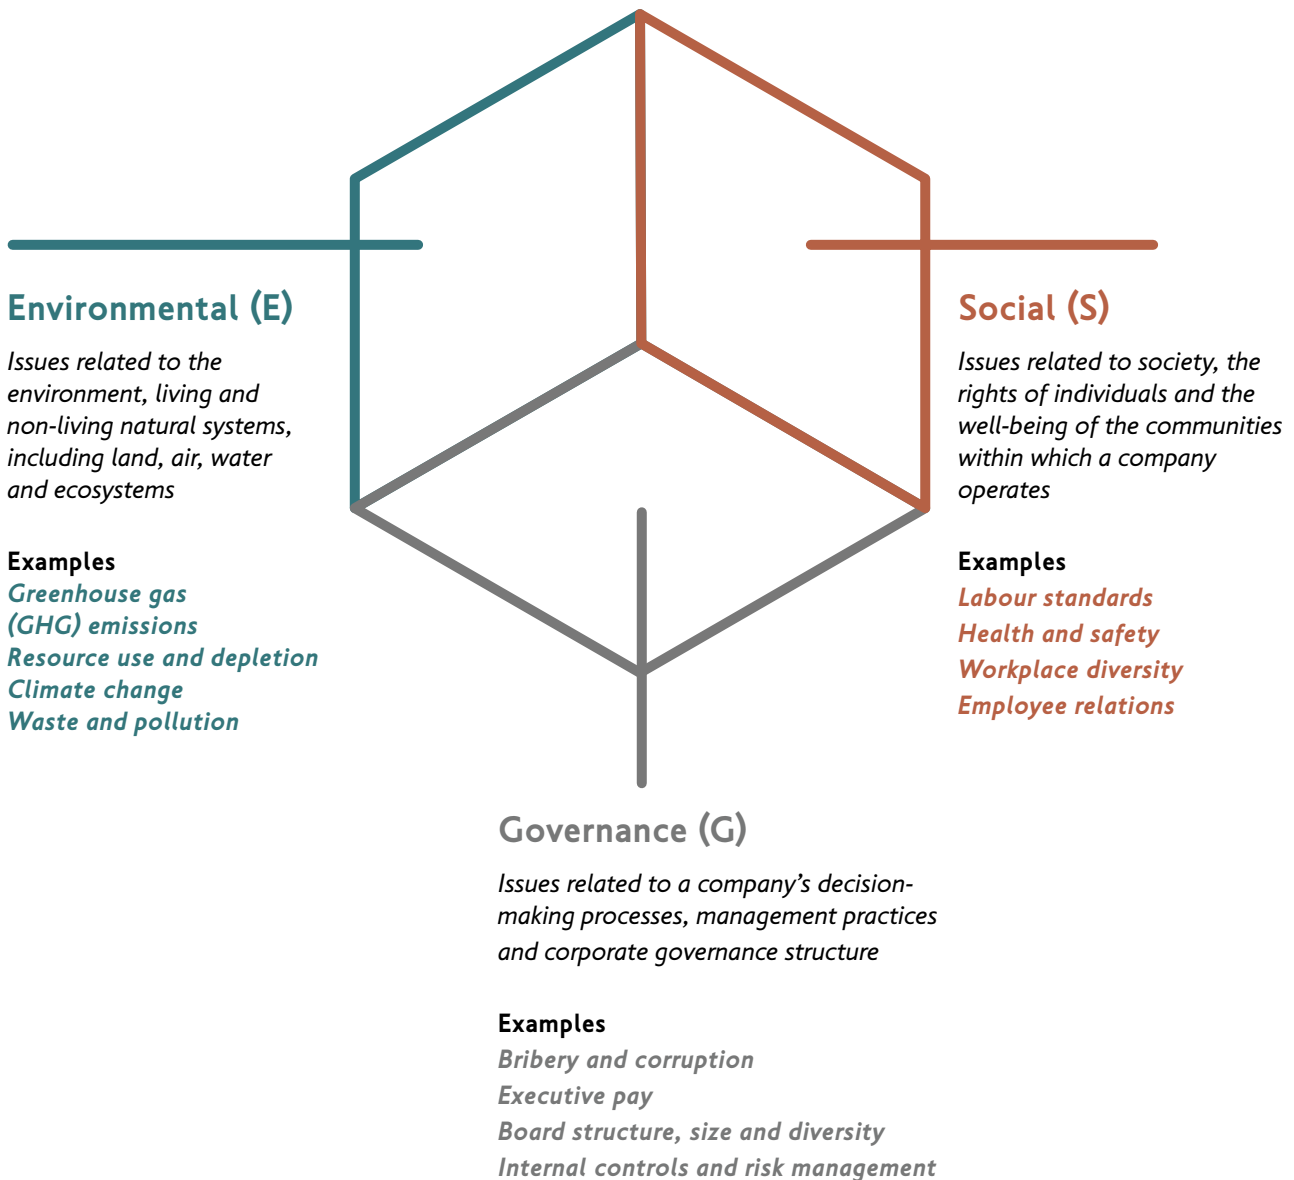 Environmental (E)
Issues related to the
environment, living and
non-living natural systems,
including land, air, water
and ecosystems
Examples
Greenhouse gas
(GHG) emissions
Resource use and depletion
Climate change
Waste and pollution
Social (S)
Issues related to society, the
rights of individuals and the
well-being of the communities
within which a company
operates
Examples
Labour standards
Health and safety
Workplace diversity
Employee relations
Governance (G)
Issues related to a company’s decision-
making processes, management practices
and corporate governance structure
Examples
Bribery and corruption
Executive pay
Board structure, size and diversity
Internal controls and risk management